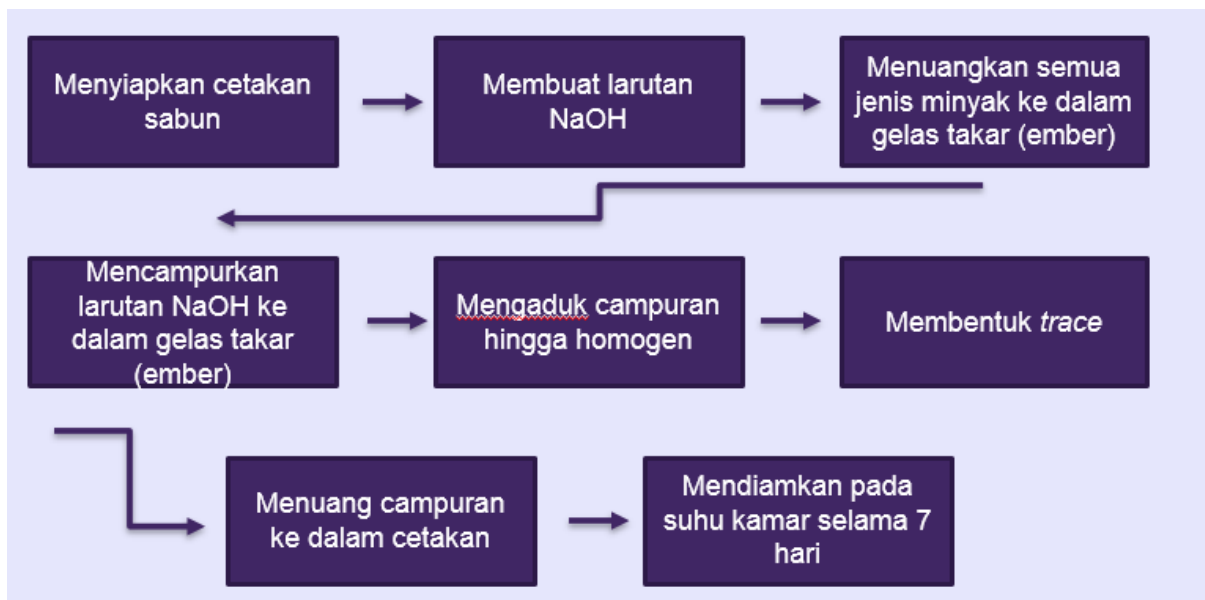 Menyiapkan cetakan
sabun
Membuat larutan
NaOH
Menuangkan semua
jenis minyak ke dalam
gelas takar (ember)
Mencampurkan
larutan NaOH ke
dalam gelas takar
(ember)
Mengaduk campuran
hingga homogen
Membentuk trace
Menuang campuran
ke dalam cetakan
Mendiamkan pada
suhu kamar selama 7
hari